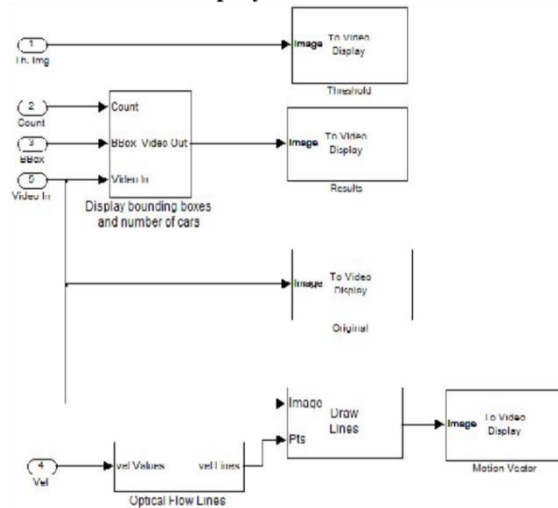 1
Th. Img
Image To Video Display
Threshold
2
Count
3
BBox
5
Video In
Count
BBox Video Out
Video In
Display bounding boxes
and number of cars
Image To Video Display
Results
Image To Video Display
Original
Image
Pts
Draw
Lines
Image To Video Display
Motion Vector
4
Vel
vel Values vel Lines
Optical Flow Lines